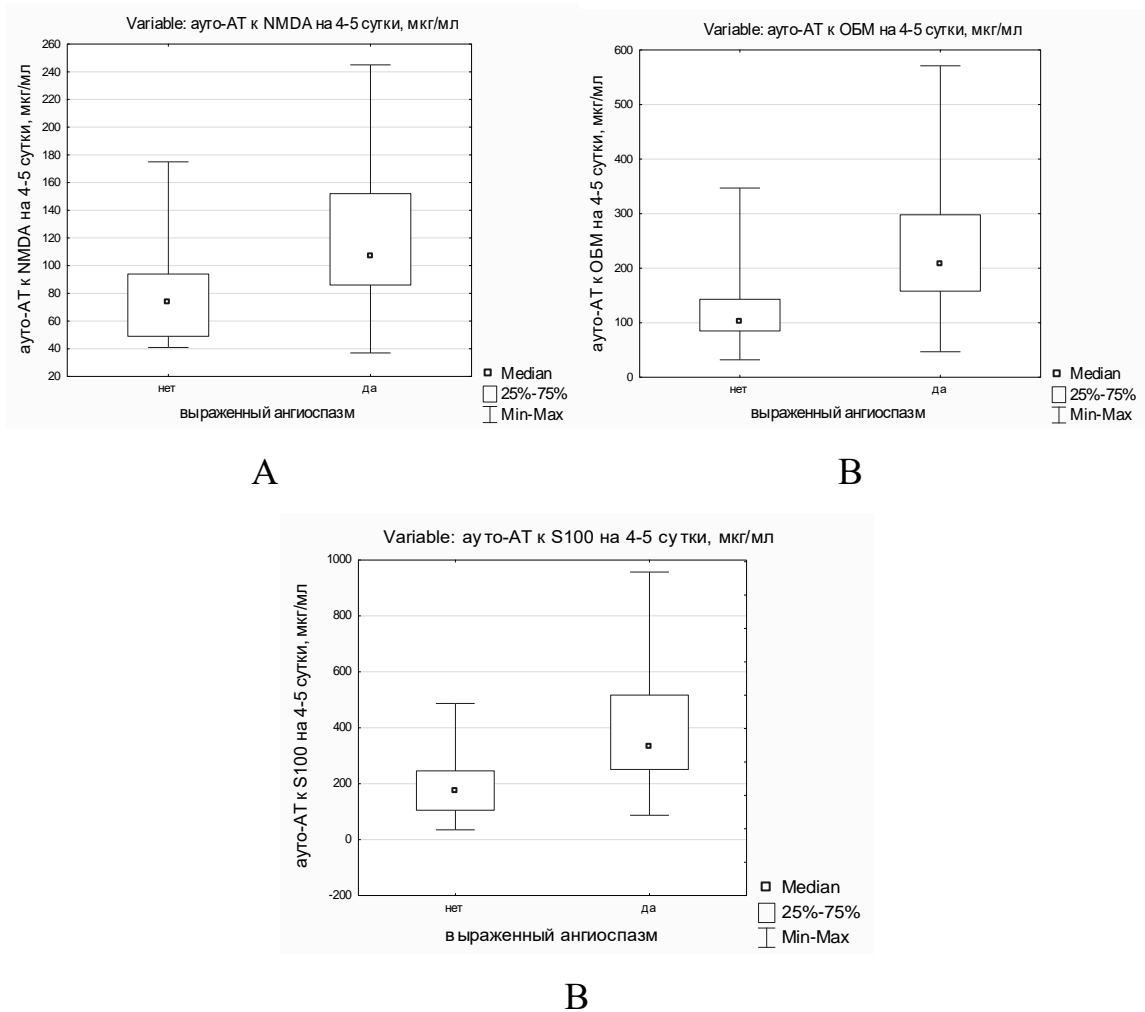 Variable: ауто-АТ к NMDA на 4-5 сутки, мкг/мл
ауто-АТ к NMDA на 4-5 сутки, мкг/мл
260
240
220
200
180
160
140
120
100
80
60
40
20
нет
да
выраженный ангиоспазм
Median
25%-75%
Min-Max
А
Variable: ауто-АТ к ОБМ на 4-5 сутки, мкг/мл
ауто-АТ к ОБМ на 4-5 сутки, мкг/мл
600
500
400
300
200
100
0
нет
да
выраженный ангиоспазм
Median
25%-75%
Min-Max
В
Variable: ауто-АТ к S100 на 4-5 сутки, мкг/мл
ауто-АТ к S100 на 4-5 сутки, мкг/мл
1000
800
600
400
200
0
-200
нет
да
выраженный ангиоспазм
Median
25%-75%
Min-Max
В